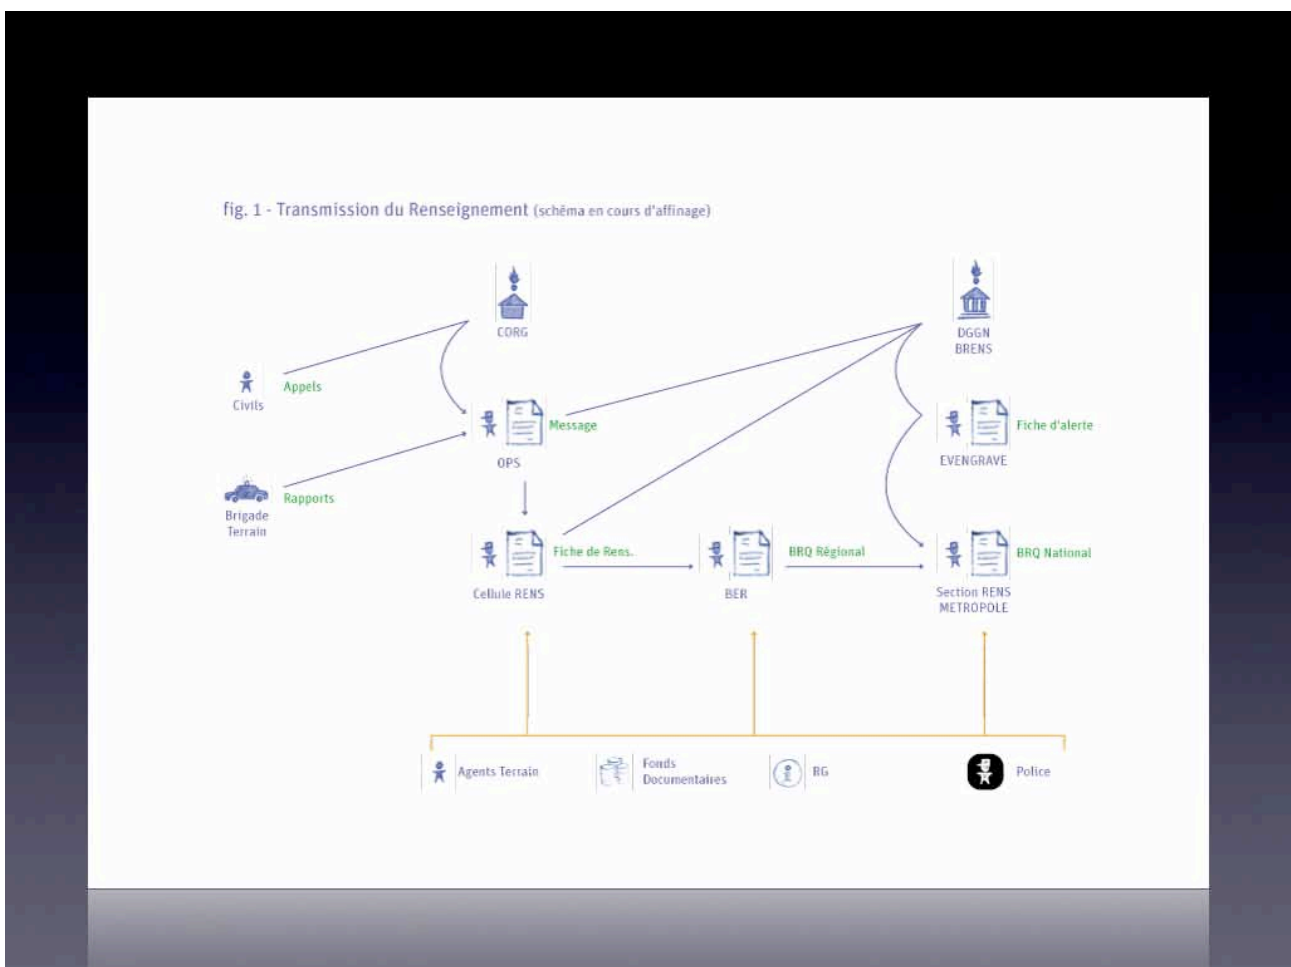 fig. 1 - Transmission du Renseignement (schéma en cours d'affinage)
CORG
DGGN
BRENS
Appels
Civils
Message
OPS
Fiche d'alerte
EVENGRAVE
Rapports
Brigade
Terrain
Fiche de Rens.
Cellule RENS
BRQ Régional
BER
BRQ National
Section RENS
METROPOLE
Agents Terrain
Fonds
Documentaires
RG
Police